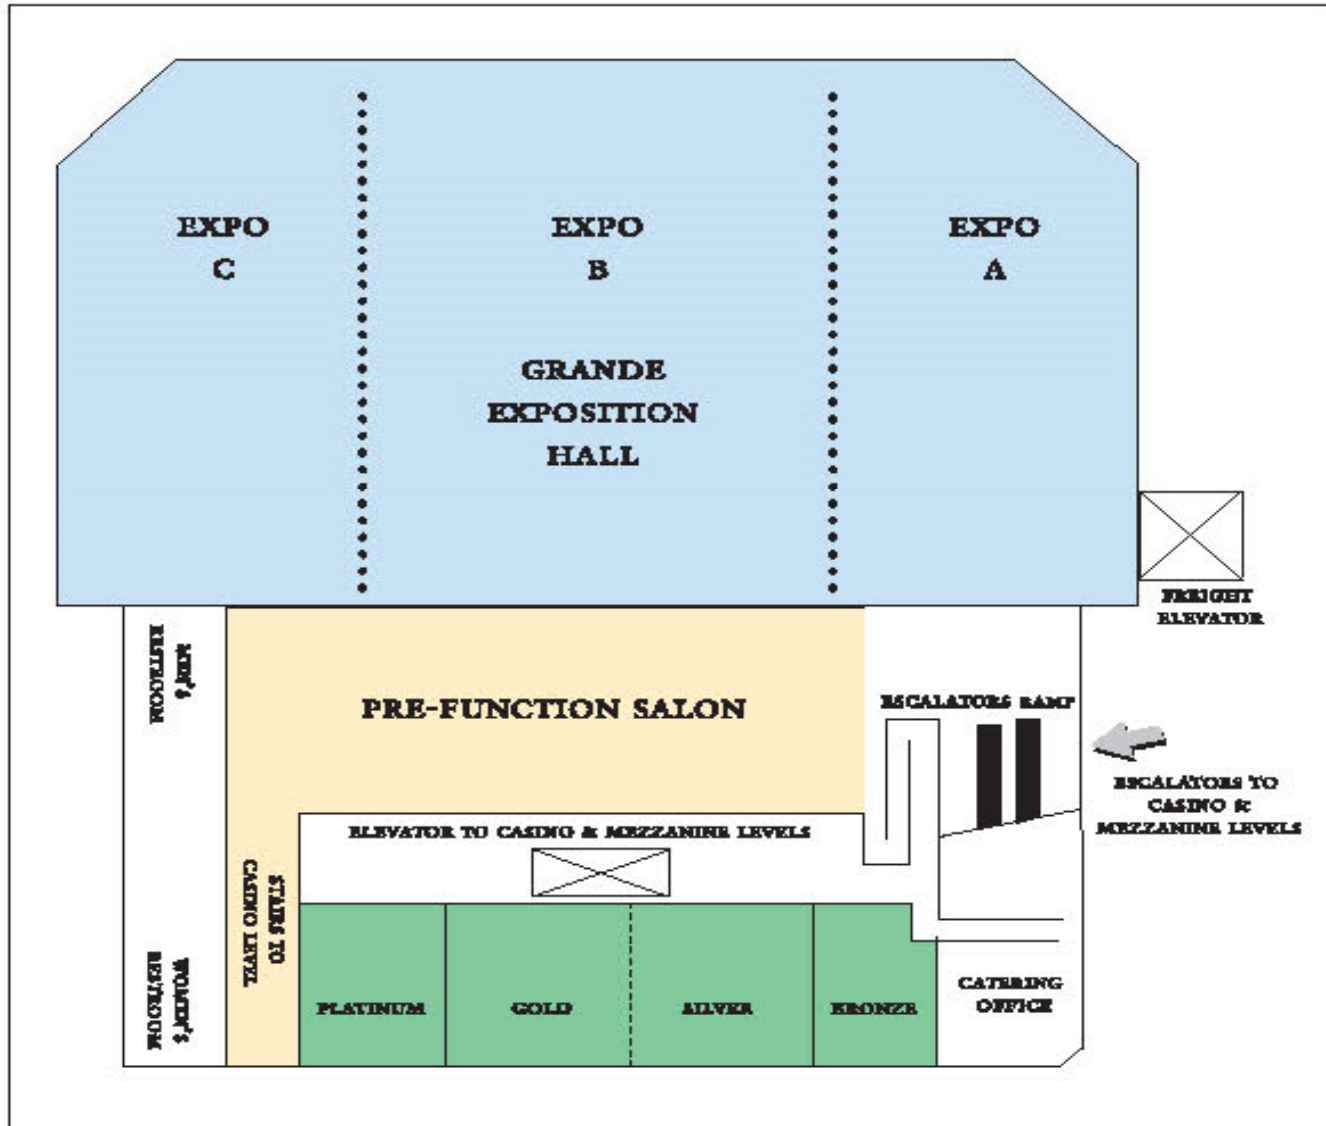 EXPO
C
EXPO
B
EXPO
A
GRANDE
EXPOSITION
HALL
FREIGHT
ELEVATOR
MEN'S
RESTROOM
PRE-FUNCTION SALON
ESCALATORS RAMP
ESCALATORS TO
CASINO &
MEZZANINE LEVELS
ELEVATOR TO CASINO & MEZZANINE LEVELS
STAIRS TO
CASINO LEVEL
WOMEN'S
RESTROOM
PLATINUM
GOLD
SILVER
BRONZE
CATERING
OFFICE